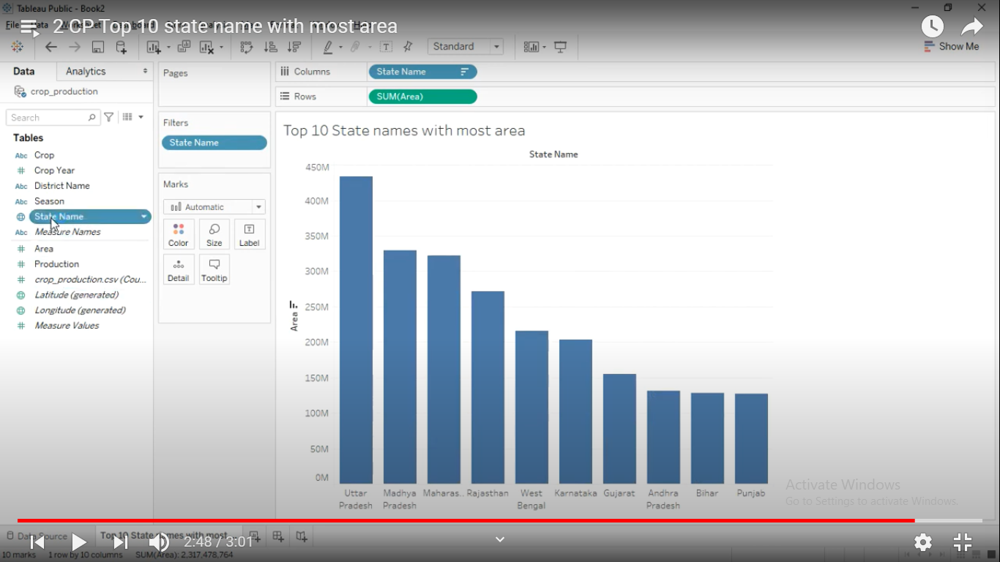 Tableau Public - Book2
2 CP Top 10 state name with most area
Standard
Show Me
Data
Analytics
Pages
Columns
State Name
crop_production
Rows
SUM(Area)
Search
Filters
State Name
Tables
Abc Crop
# Crop Year
Abc District Name
Abc Season
State Name
Abc Measure Names
# Area
# Production
# crop_production.csv (Cou...
Latitude (generated)
Longitude (generated)
# Measure Values
Marks
Automatic
Color
Size
Label
Detail
Tooltip
Top 10 State names with most area
State Name
450M
400M
350M
300M
250M
200M
150M
100M
50M
0M
Area
Uttar Pradesh
Madhya Pradesh
Maharas..
Rajasthan
West Bengal
Karnataka
Gujarat
Andhra Pradesh
Bihar
Punjab
Activate Windows
Go to Settings to activate Windows.
Data Source
Top 10 State names with most
2:48 / 3:01
10 marks
1 row by 10 columns
SUM(Area): 2,317,478,764